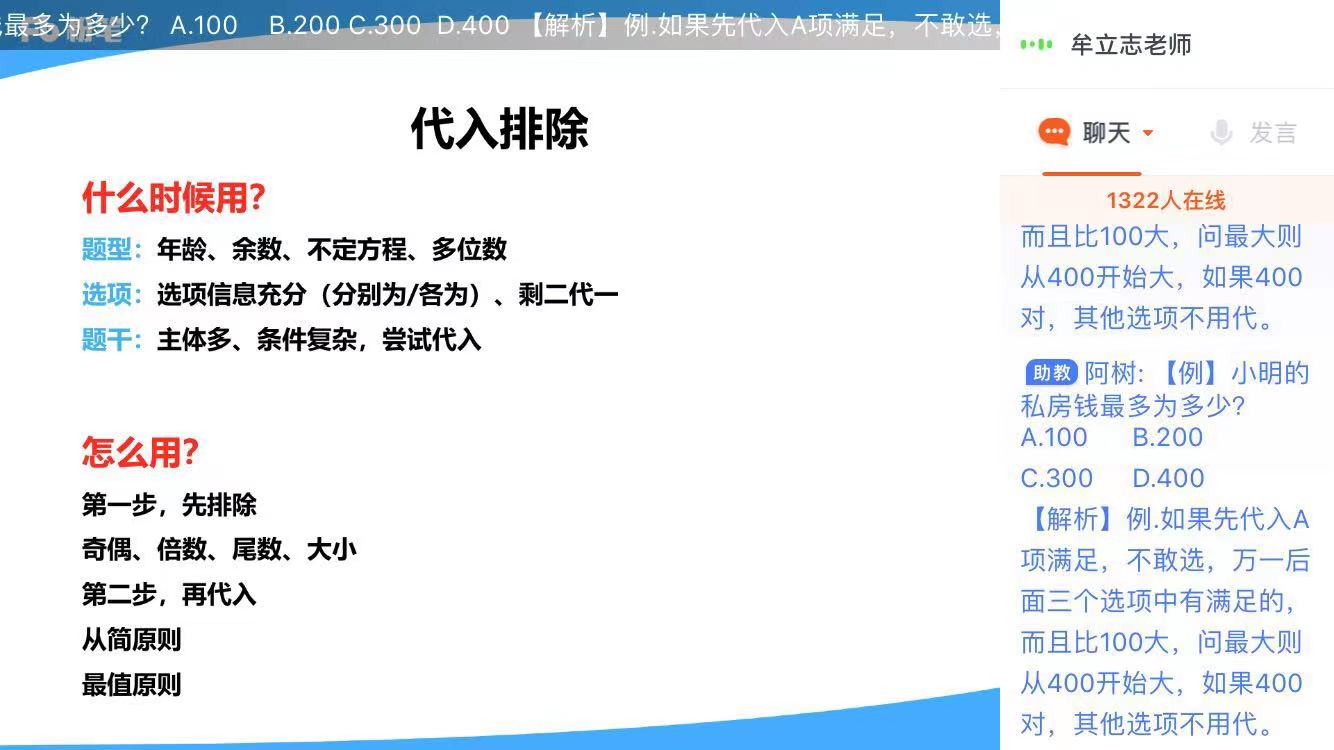 最多为多少？ A.100 B.200 C.300 D.400 【解析】例.如果先代入A项满足，不敢选，
代入排除
什么时候用？
题型：年龄、余数、不定方程、多位数
选项：选项信息充分（分别为/各为）、剩二代一
题干：主体多、条件复杂，尝试代入
怎么用？
第一步，先排除
奇偶、倍数、尾数、大小
第二步，再代入
从简原则
最值原则
牟立志老师
聊天 发言
1322人在线
而且比100大，问最大则
从400开始大，如果400
对，其他选项不用代。
助教 阿树: 【例】小明的
私房钱最多为多少？
A.100 B.200
C.300 D.400
【解析】例.如果先代入A
项满足，不敢选，万一后
面三个选项中有满足的，
而且比100大，问最大则
从400开始大，如果400
对，其他选项不用代。